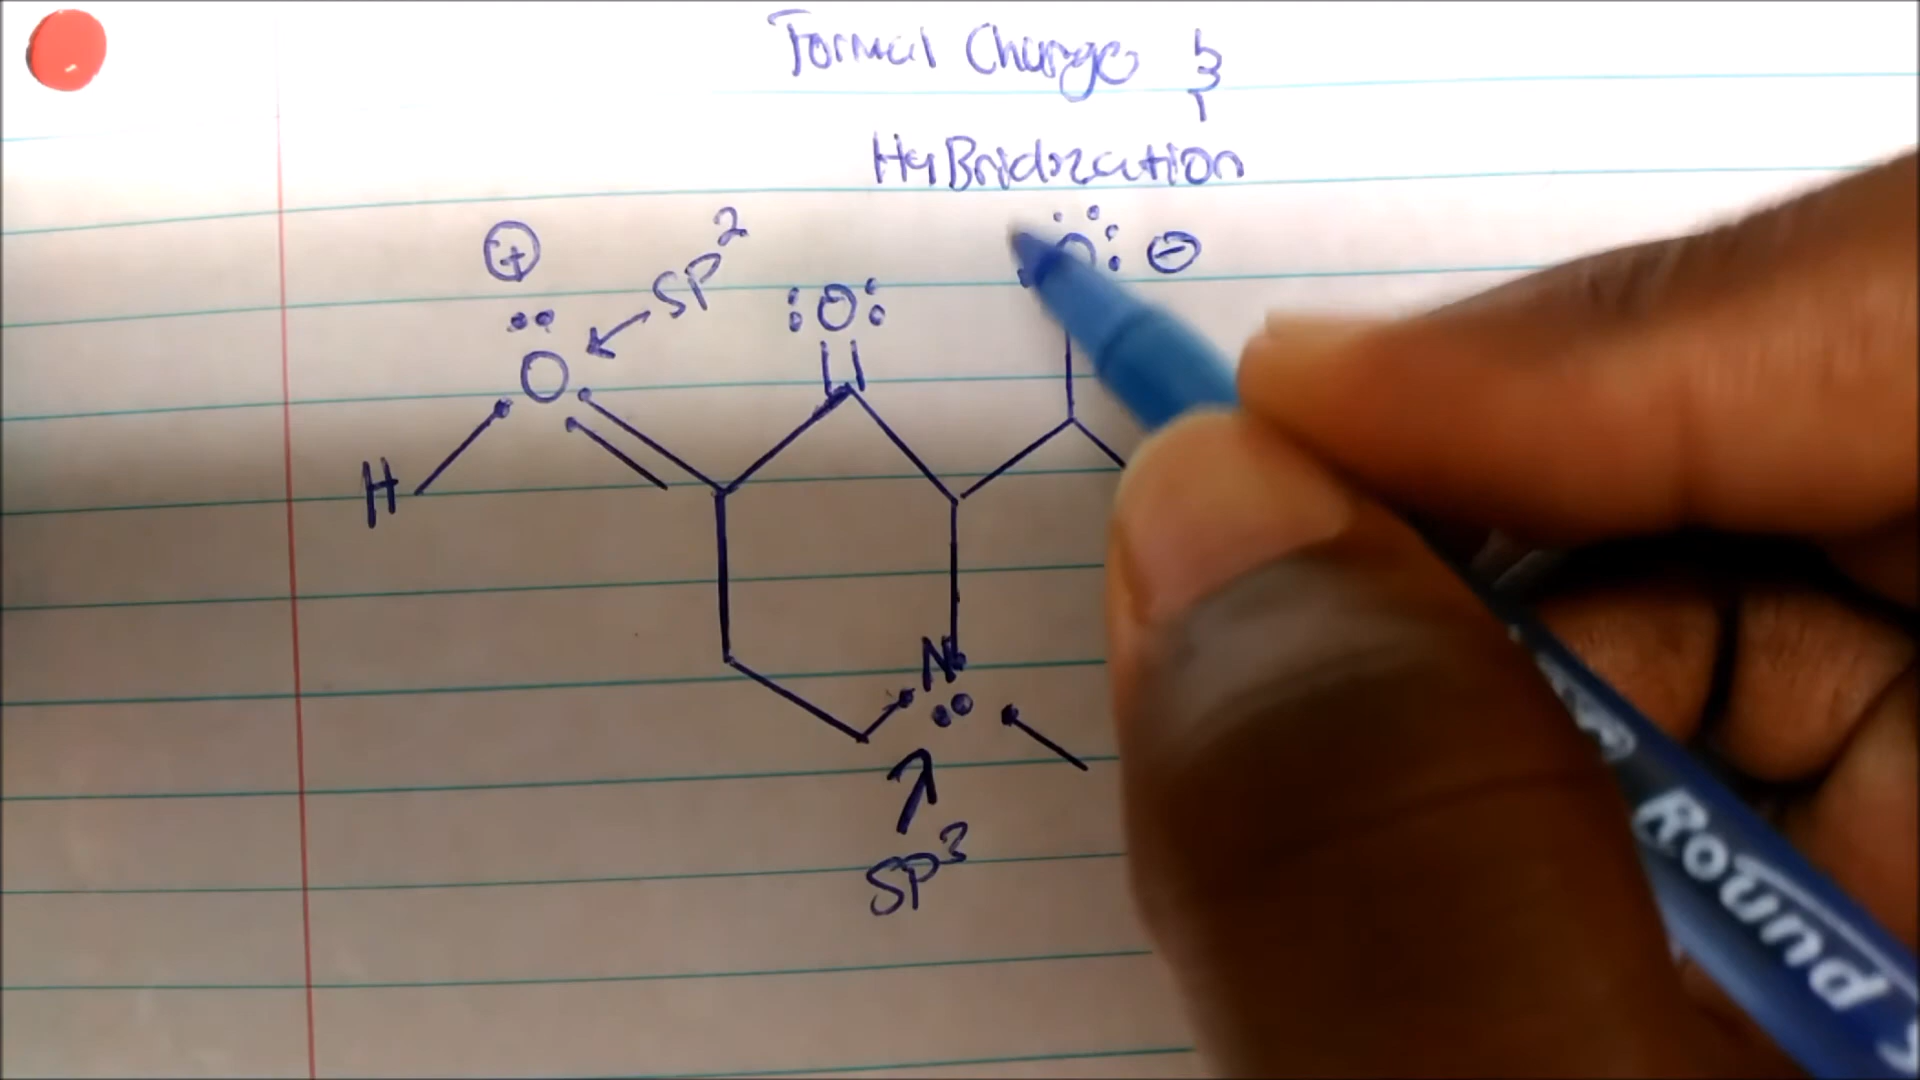 Formal Charge &
HyBridization
SP²
:O:
O: ⊖
⊕
O
H
N
SP³
Round S